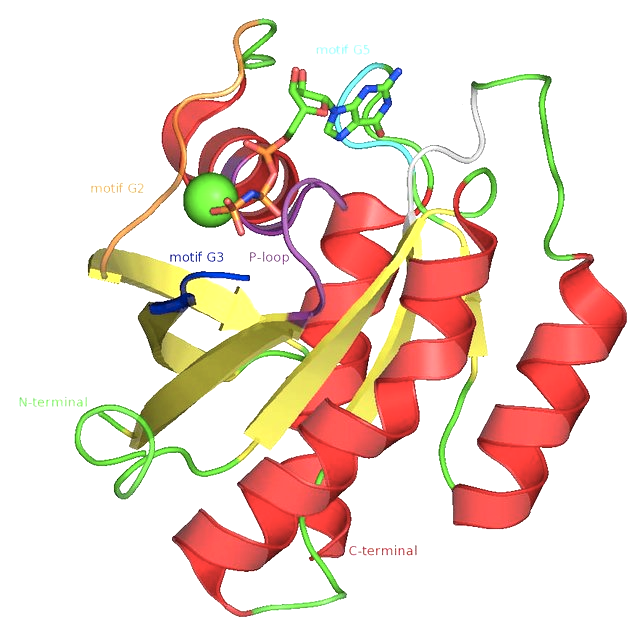 motif G5
motif G2
motif G3
P-loop
N-terminal
C-terminal